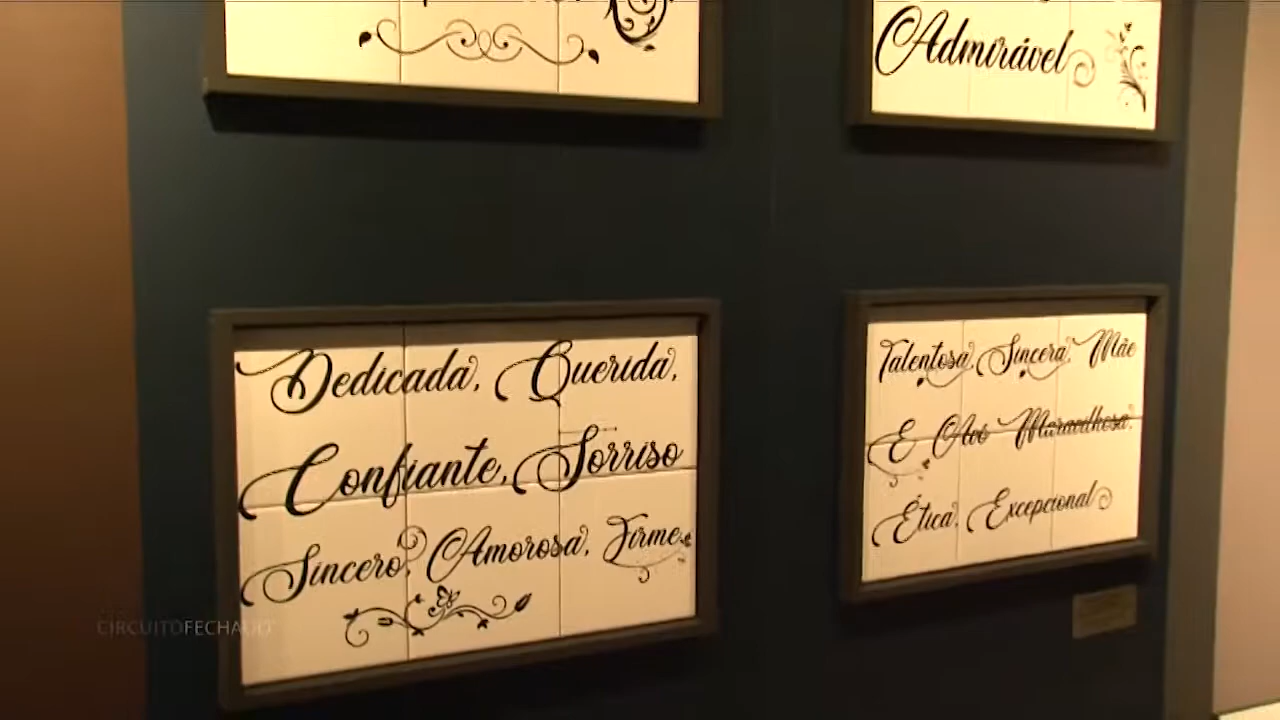 Admirável
Dedicada, Querida,
Confiante, Sorriso
Sincero, Amorosa, Firme
Talentosa, Sincera, Mãe
E Avó Maravilhosa,
Ética, Excepcional
CIRCUITOFECHADO